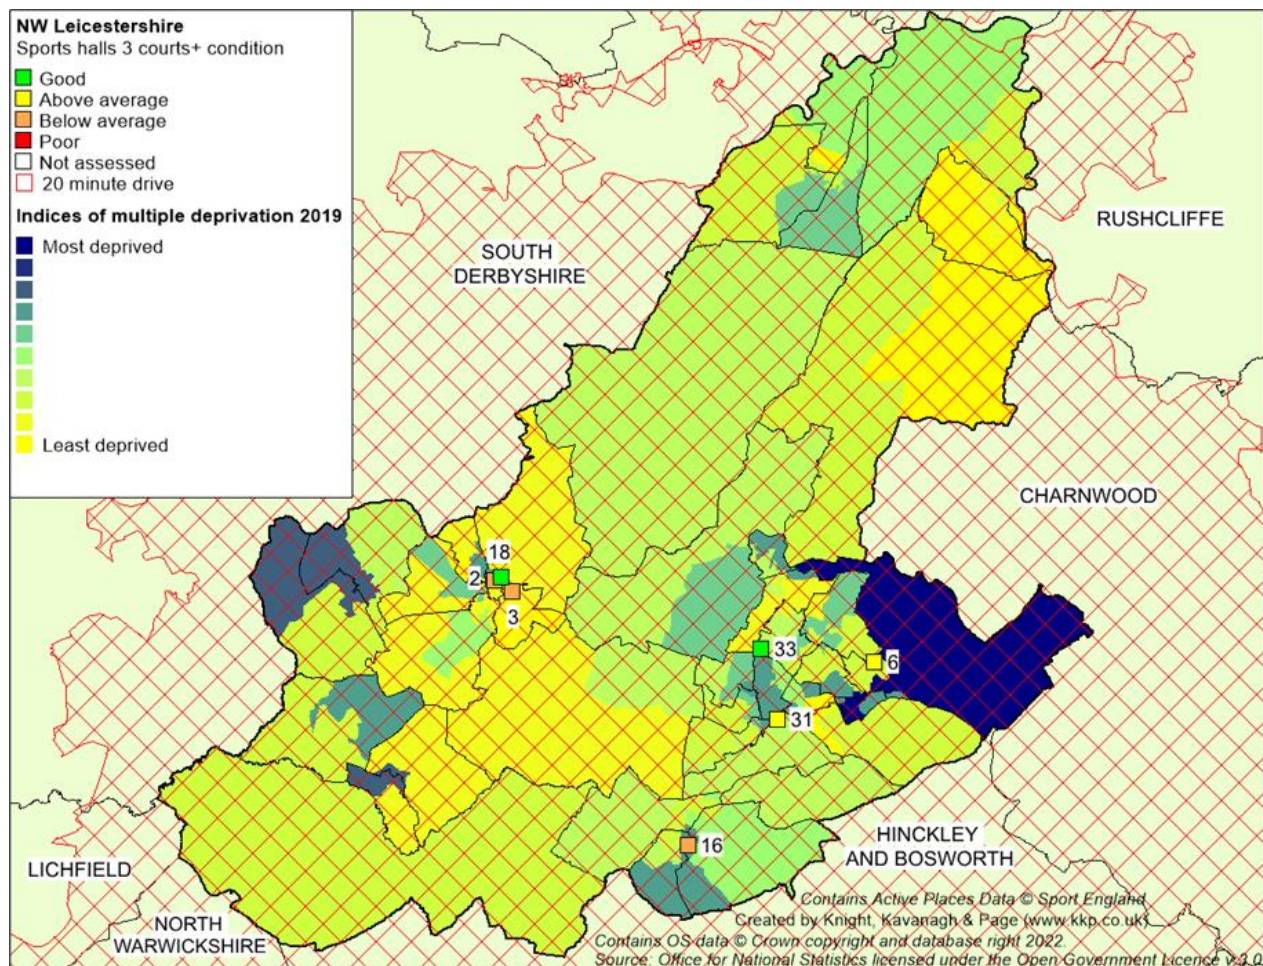 NW Leicestershire
Sports halls 3 courts+ condition
Good
Above average
Below average
Poor
Not assessed
20 minute drive
Indices of multiple deprivation 2019
Most deprived
Least deprived
SOUTH
DERBYSHIRE
RUSHCLIFFE
CHARNWOOD
18
2
3
33
6
31
16
HINCKLEY
AND BOSWORTH
LICHFIELD
NORTH
WARWICKSHIRE
Contains Active Places Data © Sport England
Created by Knight, Kavanagh & Page (www.kkp.co.uk)
Contains OS data © Crown copyright and database right 2022.
Source: Office for National Statistics licensed under the Open Government Licence v.3.0